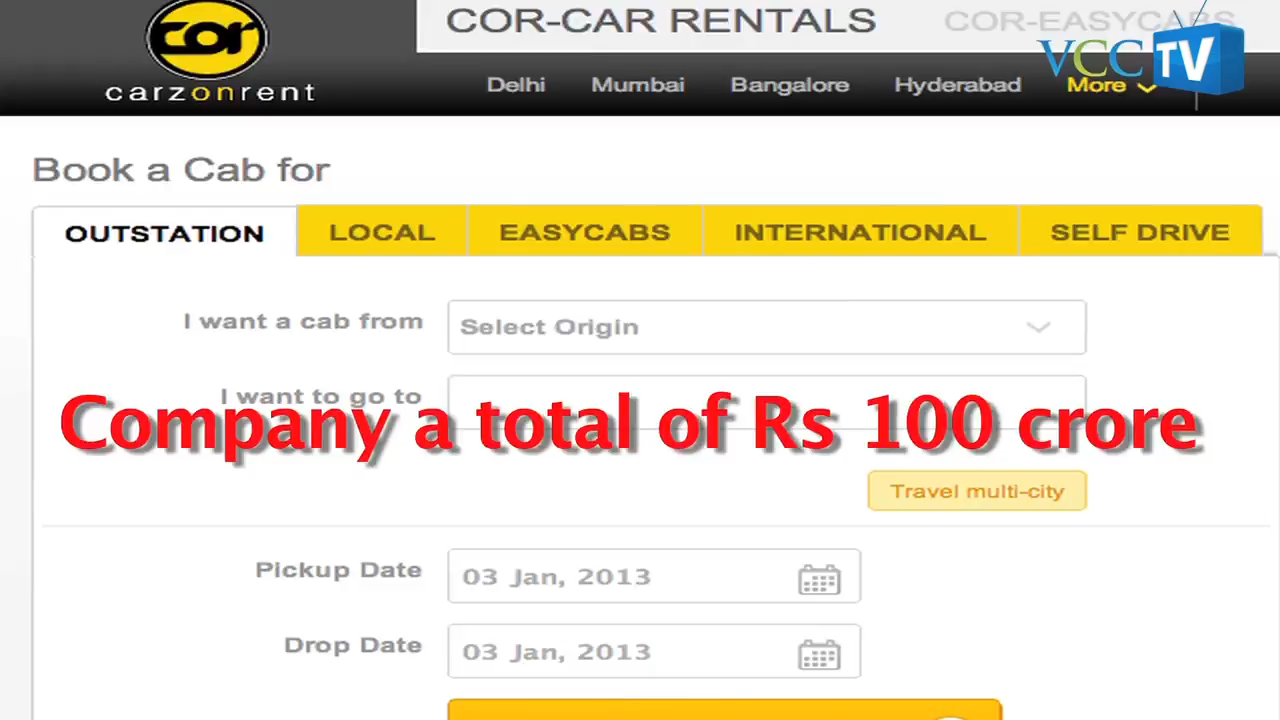 COR-CAR RENTALS
COR-EASYCABS
VCCTV
cor
carzonrent
Delhi Mumbai Bangalore Hyderabad More
Book a Cab for
OUTSTATION LOCAL EASYCABS INTERNATIONAL SELF DRIVE
I want a cab from Select Origin
I want to go to
Company a total of Rs 100 crore
Travel multi-city
Pickup Date 03 Jan, 2013
Drop Date 03 Jan, 2013